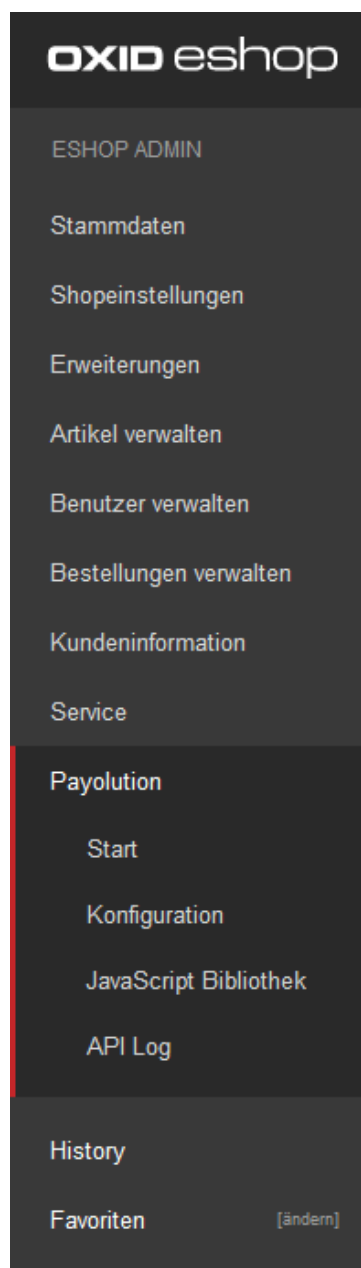 OXID eshop
ESHOP ADMIN
Stammdaten
Shopeinstellungen
Erweiterungen
Artikel verwalten
Benutzer verwalten
Bestellungen verwalten
Kundeninformation
Service
Payolution
Start
Konfiguration
JavaScript Bibliothek
API Log
History
Favoriten [ändern]